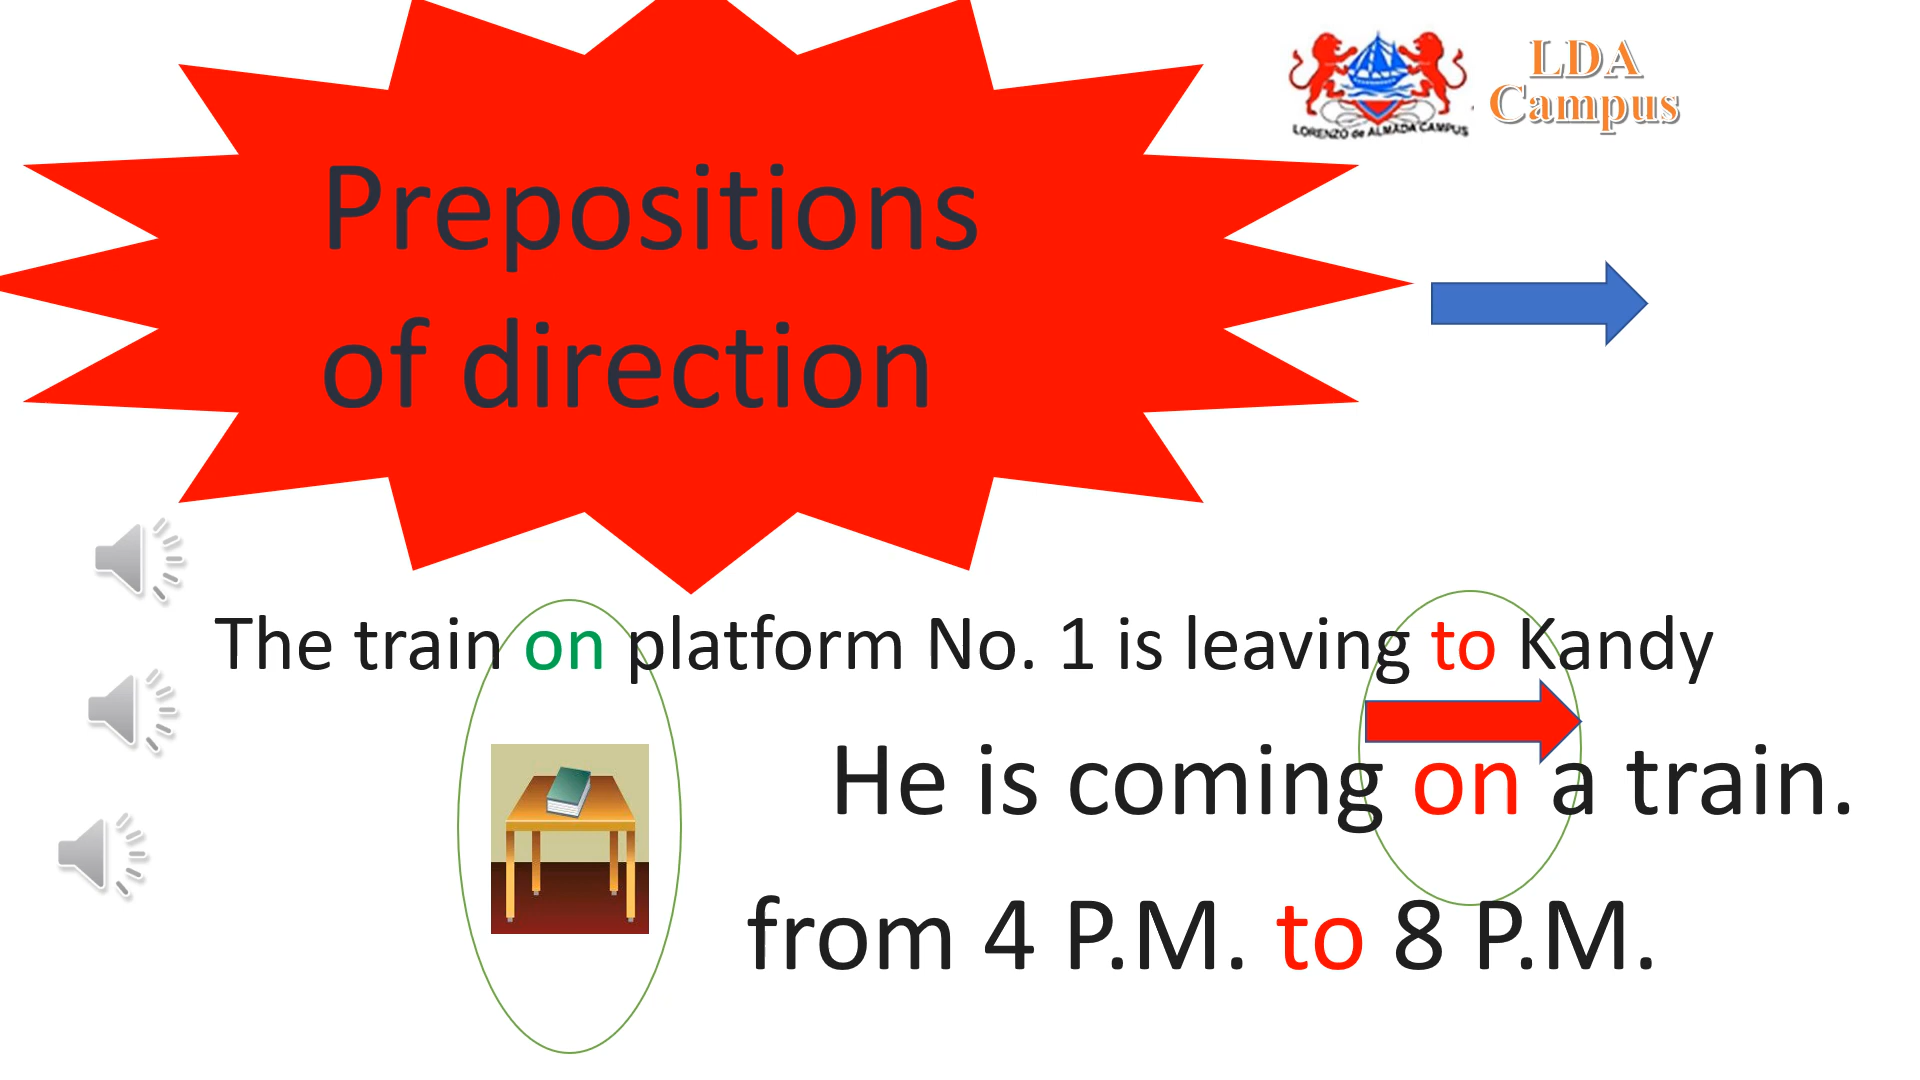 LDA
Campus
LORENZO de ALMADA CAMPUS
Prepositions
of direction
The train on platform No. 1 is leaving to Kandy
He is coming on a train.
from 4 P.M. to 8 P.M.